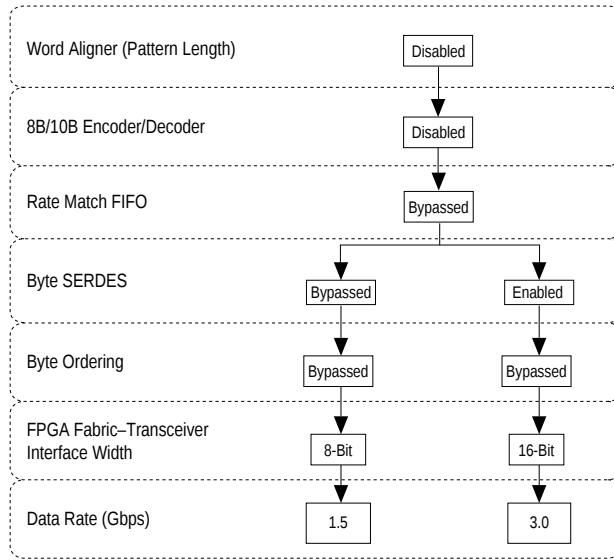 Word Aligner (Pattern Length)
Disabled
8B/10B Encoder/Decoder
Disabled
Rate Match FIFO
Bypassed
Byte SERDES
Bypassed
Enabled
Byte Ordering
Bypassed
Bypassed
FPGA Fabric–Transceiver
Interface Width
8-Bit
16-Bit
Data Rate (Gbps)
1.5
3.0